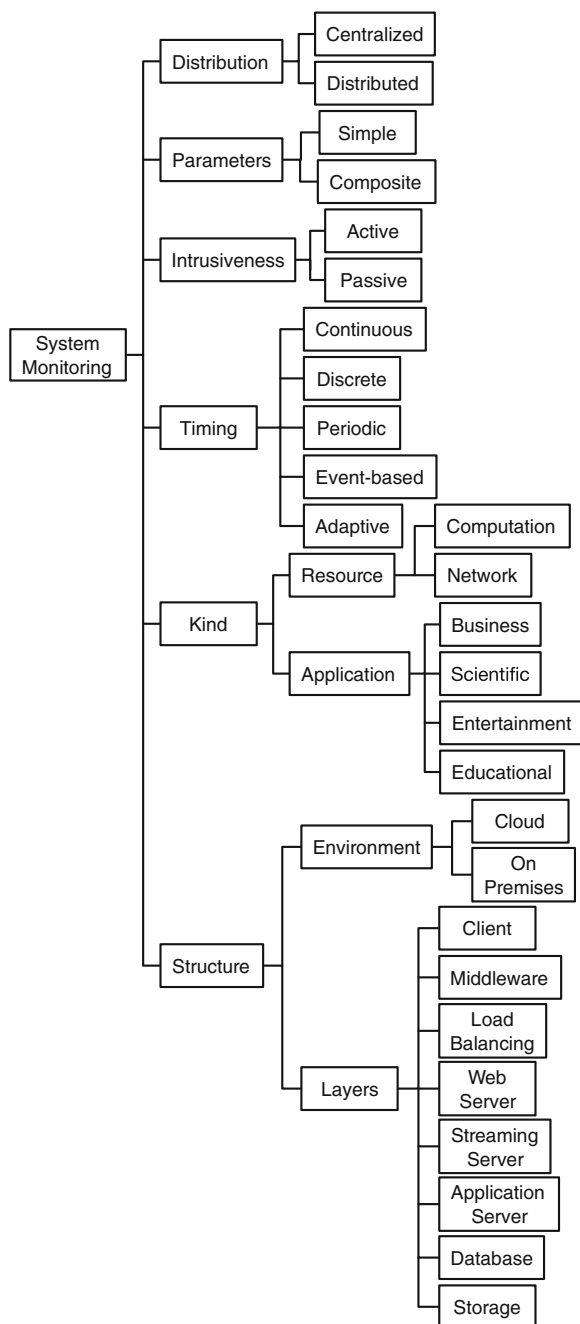 Centralized
Distribution
Distributed
Simple
Parameters
Composite
Active
Intrusiveness
Passive
System
Monitoring
Continuous
Discrete
Timing
Periodic
Event-based
Adaptive
Computation
Resource
Network
Kind
Business
Application
Scientific
Entertainment
Educational
Cloud
Environment
On
Premises
Structure
Client
Middleware
Load
Balancing
Layers
Web
Server
Streaming
Server
Application
Server
Database
Storage